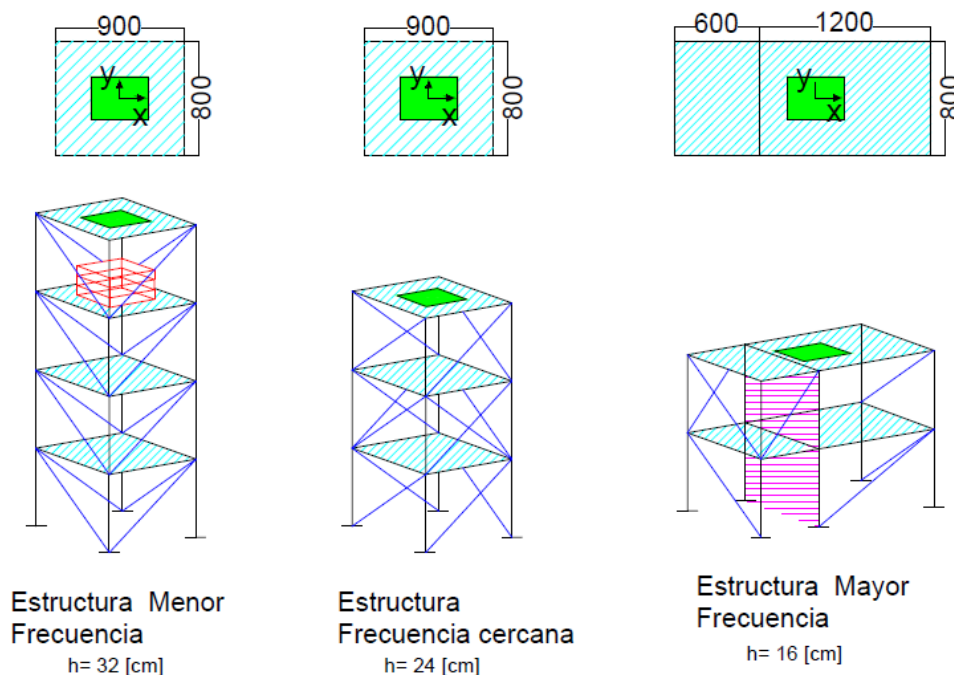 900
800
y
x
900
800
y
x
600
1200
800
y
x
Estructura Menor
Frecuencia
h= 32 [cm]
Estructura
Frecuencia cercana
h= 24 [cm]
Estructura Mayor
Frecuencia
h= 16 [cm]